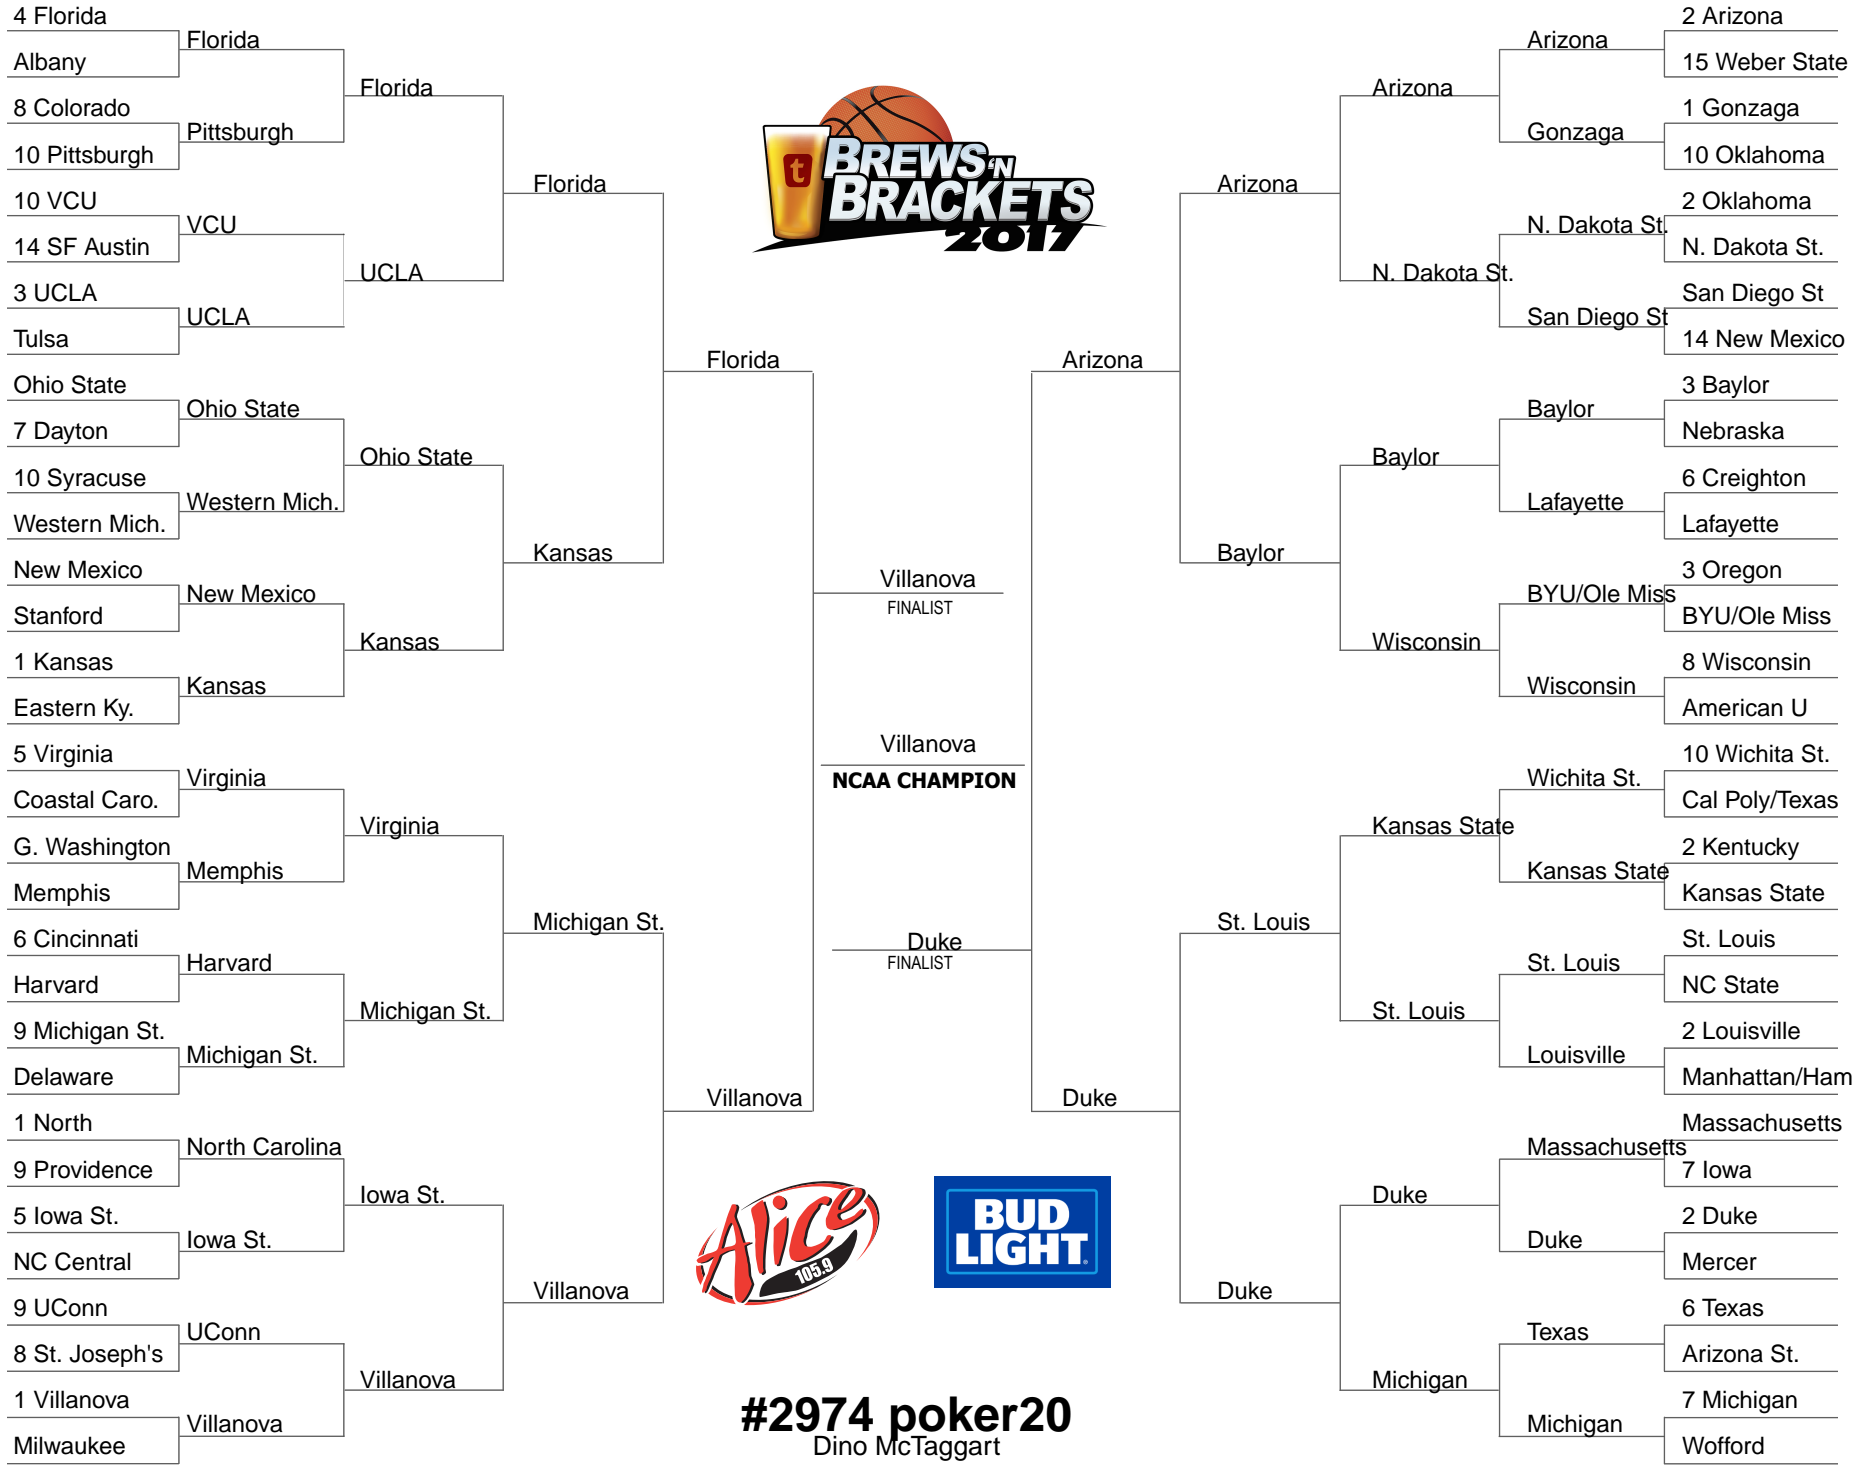 4 Florida
Albany
8 Colorado
10 Pittsburgh
10 VCU
14 SF Austin
3 UCLA
Tulsa
Ohio State
7 Dayton
10 Syracuse
Western Mich.
New Mexico
Stanford
1 Kansas
Eastern Ky.
5 Virginia
Coastal Caro.
G. Washington
Memphis
6 Cincinnati
Harvard
9 Michigan St.
Delaware
1 North
9 Providence
5 Iowa St.
NC Central
9 UConn
8 St. Joseph's
1 Villanova
Milwaukee
Florida
Pittsburgh
VCU
UCLA
Ohio State
Western Mich.
New Mexico
Kansas
Virginia
Memphis
Harvard
Michigan St.
North Carolina
Iowa St.
UConn
Villanova
Florida
UCLA
Ohio State
Kansas
Virginia
Michigan St.
Iowa St.
Villanova
Florida
Kansas
Michigan St.
Villanova
Florida
Villanova
t
BREWS 'N
BRACKETS
2017
Villanova
FINALIST
Villanova
NCAA CHAMPION
Duke
FINALIST
Alice
105.9
BUD
LIGHT
#2974 poker20
Dino McTaggart
Arizona
Duke
Arizona
Baylor
St. Louis
Duke
Arizona
N. Dakota St.
Baylor
Wisconsin
Kansas State
St. Louis
Duke
Michigan
Arizona
Gonzaga
N. Dakota St.
San Diego St
Baylor
Lafayette
BYU/Ole Miss
Wisconsin
Wichita St.
Kansas State
St. Louis
Louisville
Massachusetts
Duke
Texas
Michigan
2 Arizona
15 Weber State
1 Gonzaga
10 Oklahoma
2 Oklahoma
N. Dakota St.
San Diego St
14 New Mexico
3 Baylor
Nebraska
6 Creighton
Lafayette
3 Oregon
BYU/Ole Miss
8 Wisconsin
American U
10 Wichita St.
Cal Poly/Texas
2 Kentucky
Kansas State
St. Louis
NC State
2 Louisville
Manhattan/Ham
Massachusetts
7 Iowa
2 Duke
Mercer
6 Texas
Arizona St.
7 Michigan
Wofford